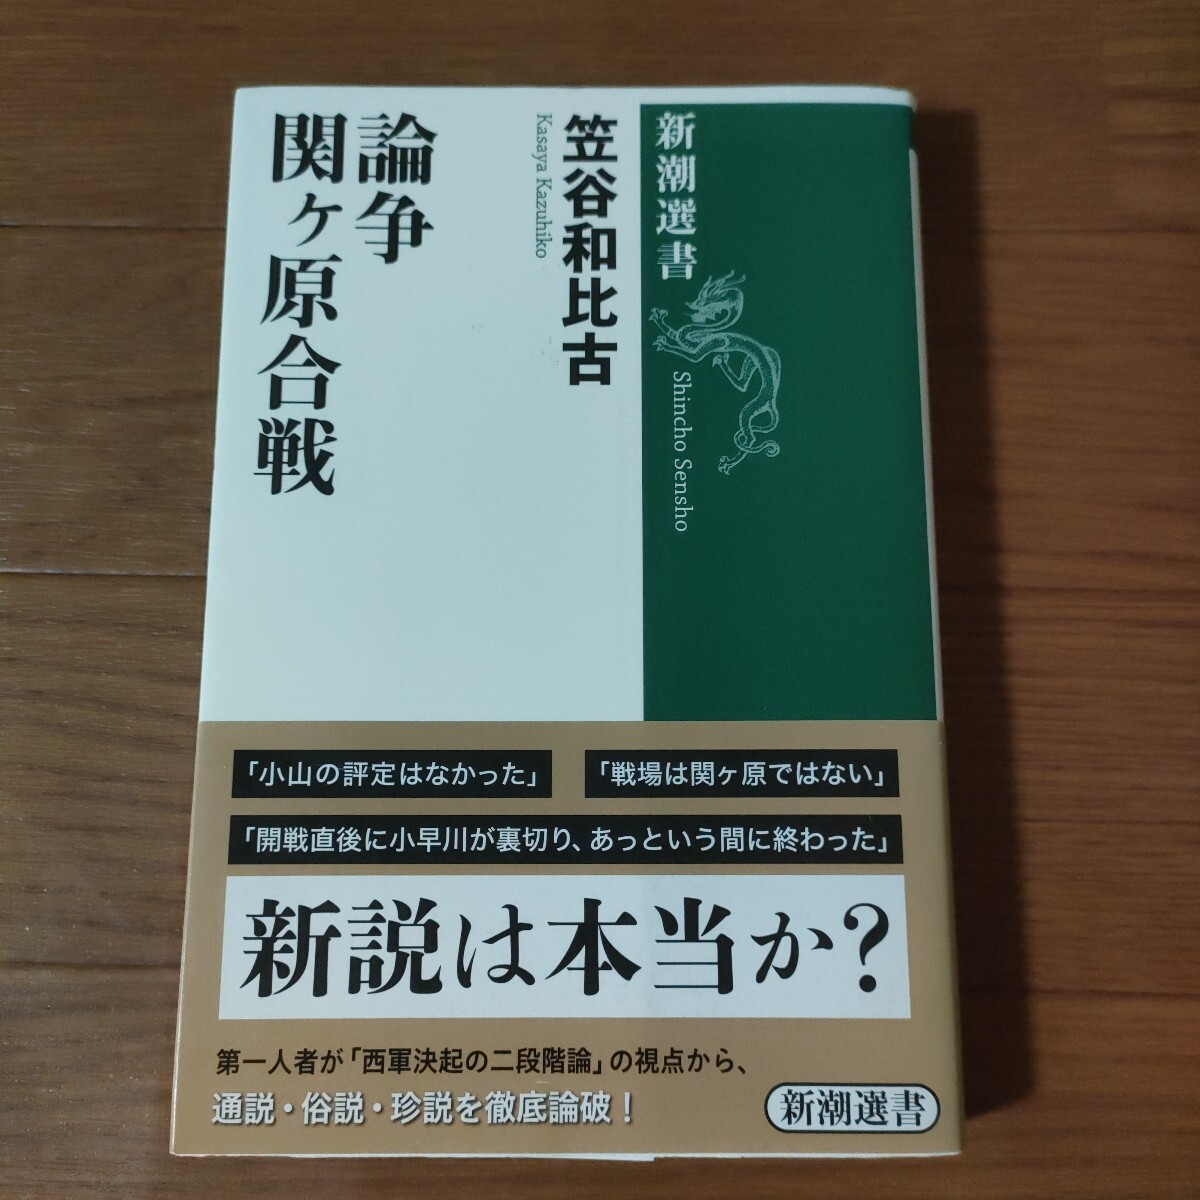 新潮選書
Shincho Sensho
笠谷和比古
Kasaya Kazuhiko
論争
関ヶ原合戦
「小山の評定はなかった」
「戦場は関ヶ原ではない」
「開戦直後に小早川が裏切り、あっという間に終わった」
新説は本当か?
第一人者が「西軍決起の二段階論」の視点から、
通説・俗説・珍説を徹底論破!
新潮選書